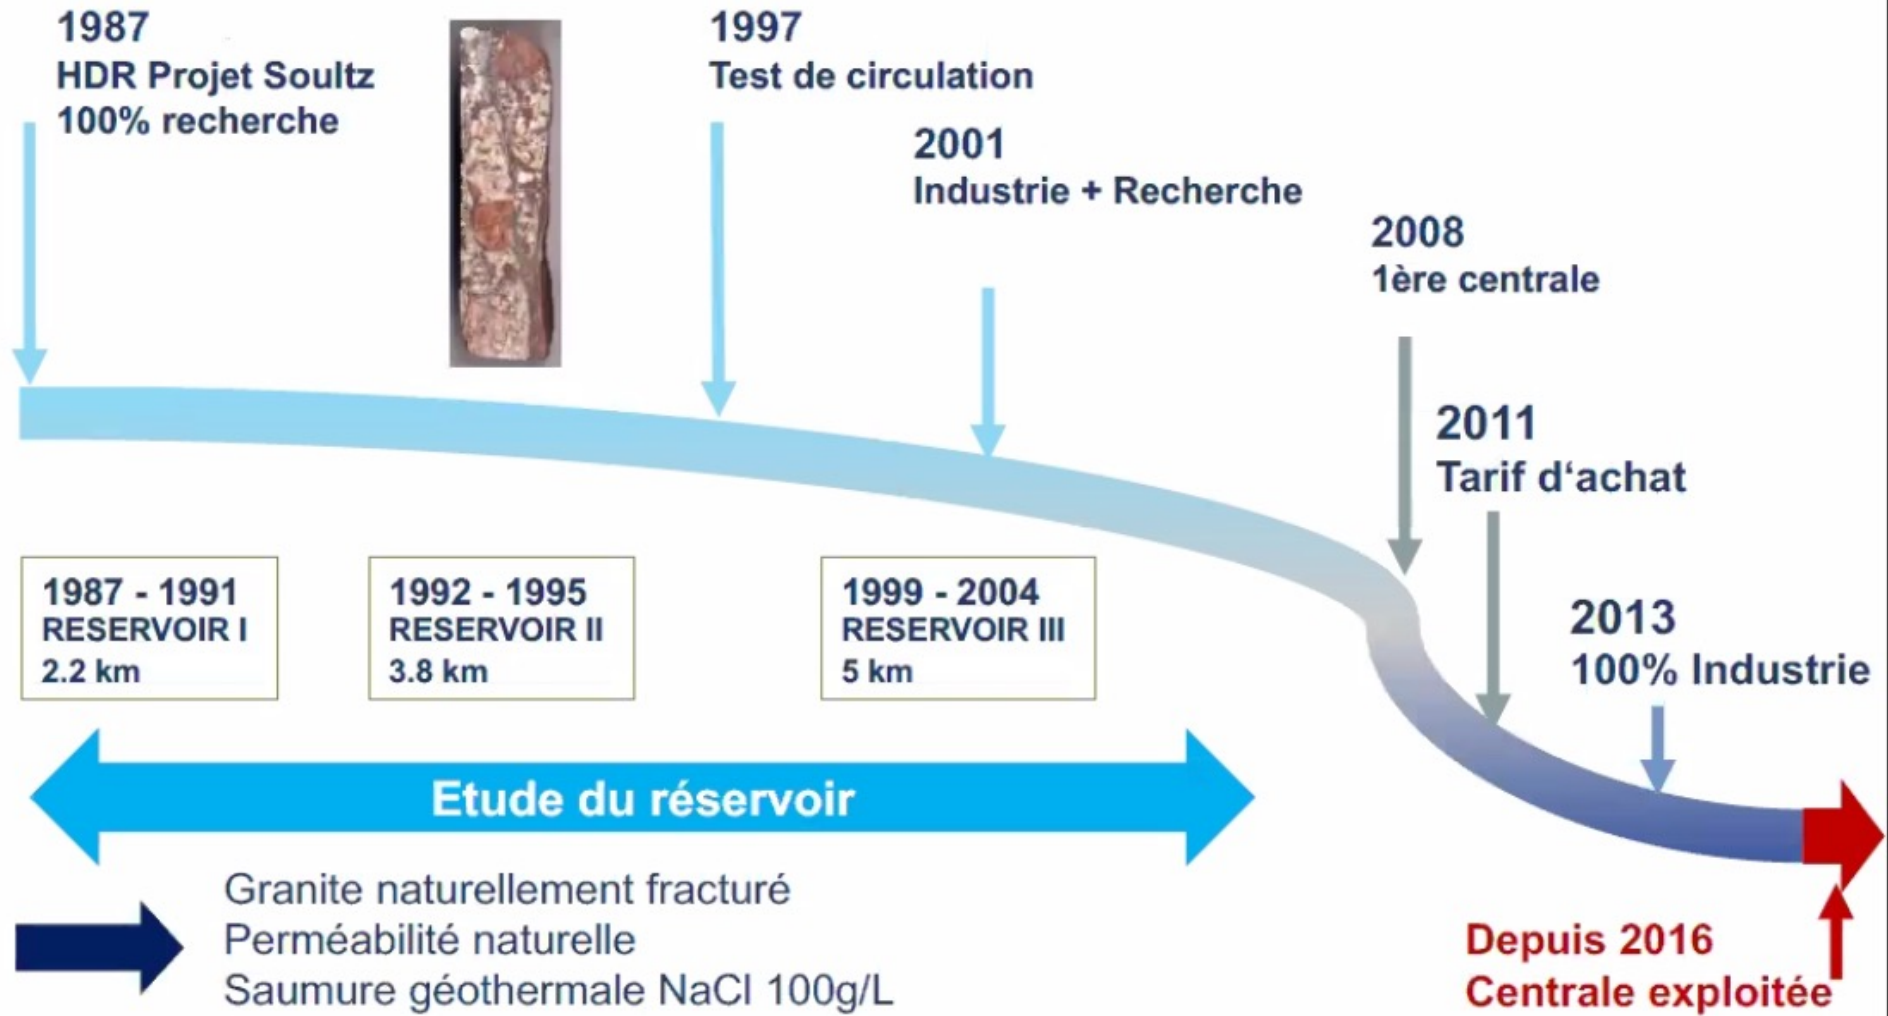 1987
HDR Projet Soultz
100% recherche
1997
Test de circulation
2001
Industrie + Recherche
2008
1ère centrale
2011
Tarif d‘achat
2013
100% Industrie
1987 - 1991
RESERVOIR I
2.2 km
1992 - 1995
RESERVOIR II
3.8 km
1999 - 2004
RESERVOIR III
5 km
Etude du réservoir
Granite naturellement fracturé
Perméabilité naturelle
Saumure géothermale NaCl 100g/L
Depuis 2016
Centrale exploitée